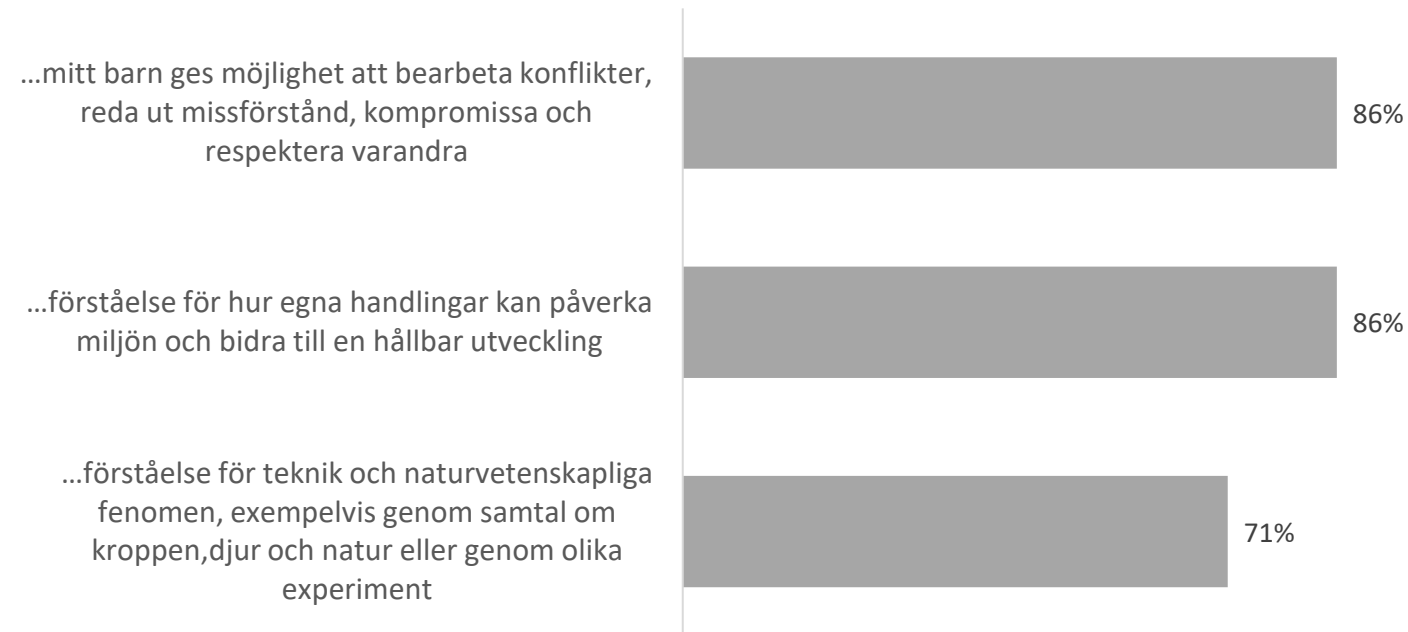 ...mitt barn ges möjlighet att bearbeta konflikter,
reda ut missförstånd, kompromissa och
respektera varandra
86%
...förståelse för hur egna handlingar kan påverka
miljön och bidra till en hållbar utveckling
86%
...förståelse för teknik och naturvetenskapliga
fenomen, exempelvis genom samtal om
kroppen,djur och natur eller genom olika
experiment
71%